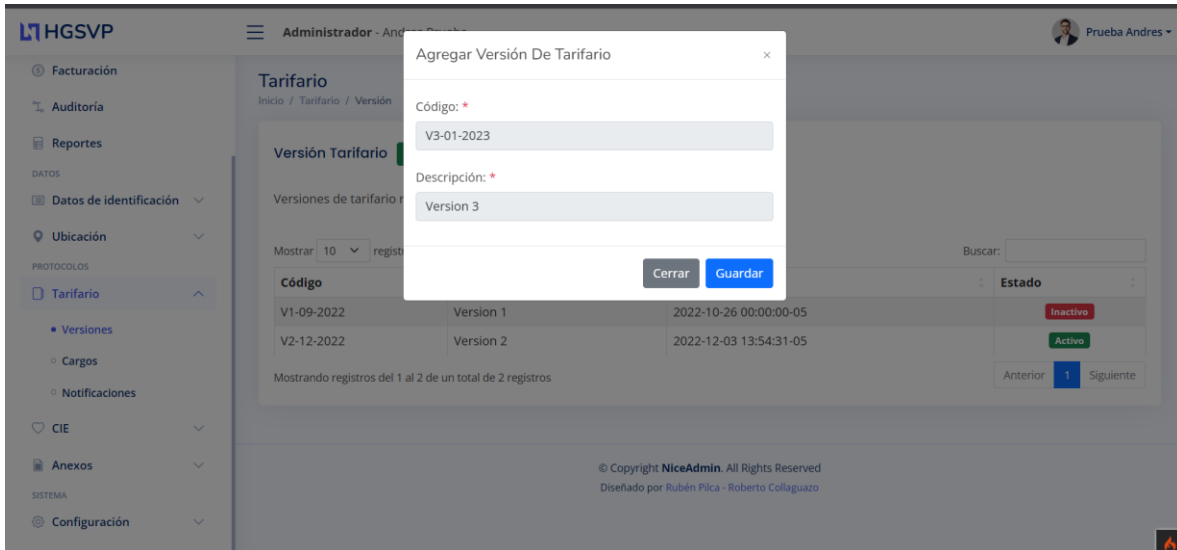 HGSVP
Administrador - Andres Prueba
Prueba Andres
Facturación
Auditoría
Reportes
DATOS
Datos de identificación
Ubicación
PROTOCOLOS
Tarifario
Versiones
Cargos
Notificaciones
CIE
Anexos
SISTEMA
Configuración
Tarifario
Inicio / Tarifario / Versión
Versión Tarifario
Versiones de tarifario
Mostrar 10
Buscar:
Agregar Versión De Tarifario
×
Código: *
V3-01-2023
Descripción: *
Version 3
Cerrar Guardar
Código Estado
V1-09-2022 Version 1 2022-10-26 00:00:00-05 Inactivo
V2-12-2022 Version 2 2022-12-03 13:54:31-05 Activo
Mostrando registros del 1 al 2 de un total de 2 registros
Anterior 1 Siguiente
© Copyright NiceAdmin. All Rights Reserved
Diseñado por Rubén Pilca - Roberto Collaguazo